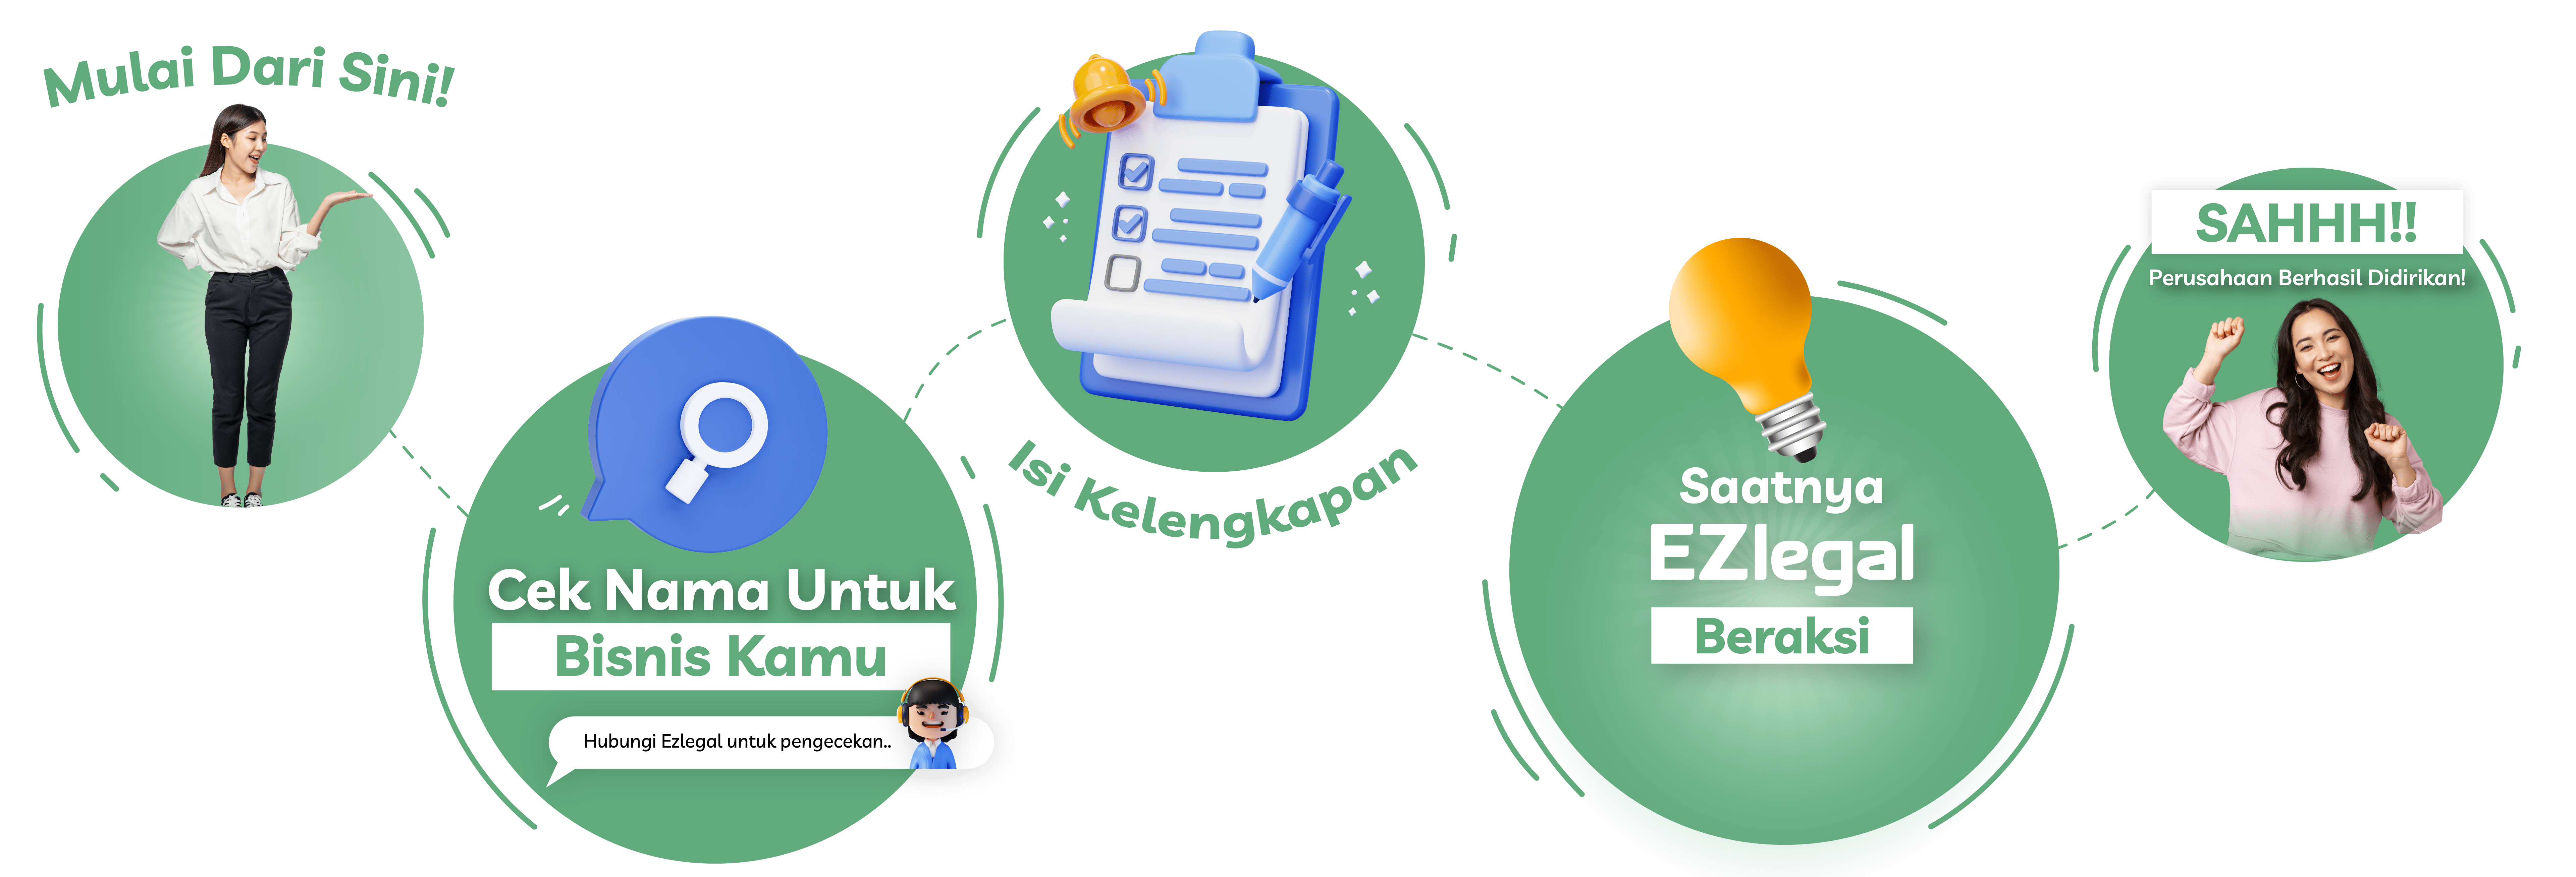 Mulai Dari Sini!
Cek Nama Untuk
Bisnis Kamu
Hubungi Ezlegal untuk pengecekan..
Isi Kelengkapan
Saatnya
EZlegal
Beraksi
SAHHH!!
Perusahaan Berhasil Didirikan!